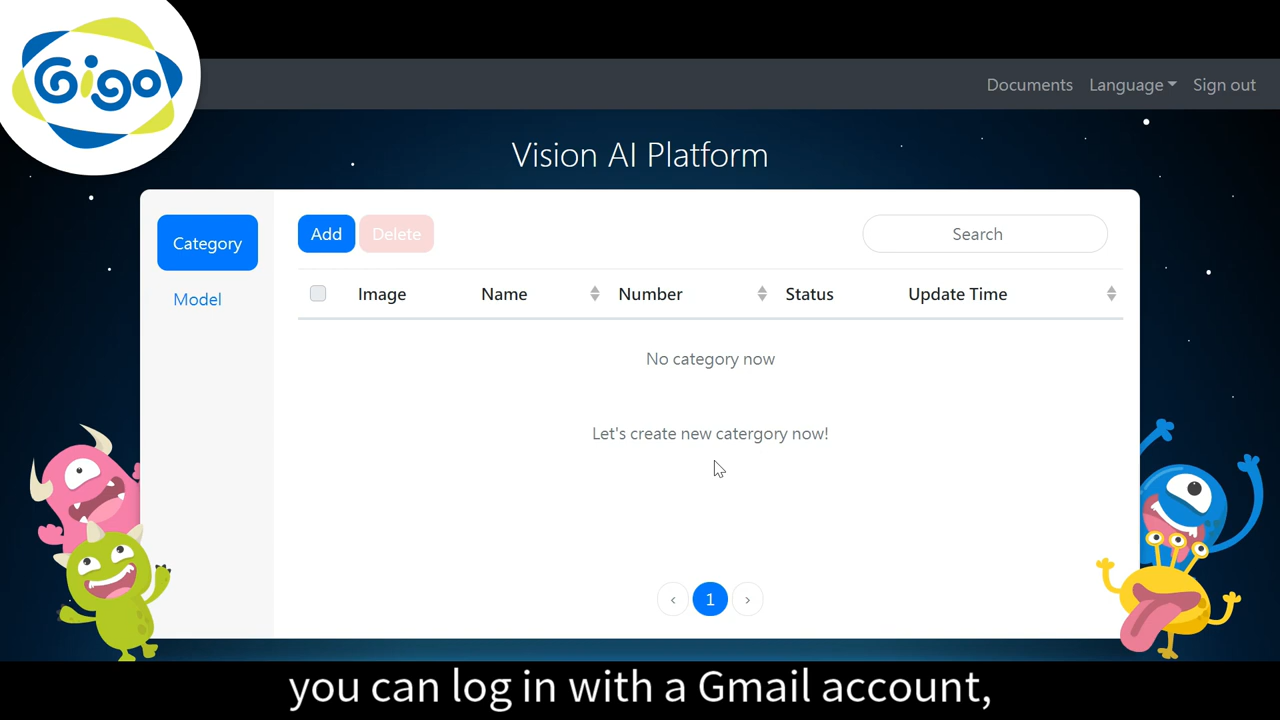 Gigo
Documents Language Sign out
Vision AI Platform
Category
Model
Add Delete Search
Image Name Number Status Update Time
No category now
Let's create new catergory now!
‹ 1 ›
you can log in with a Gmail account,